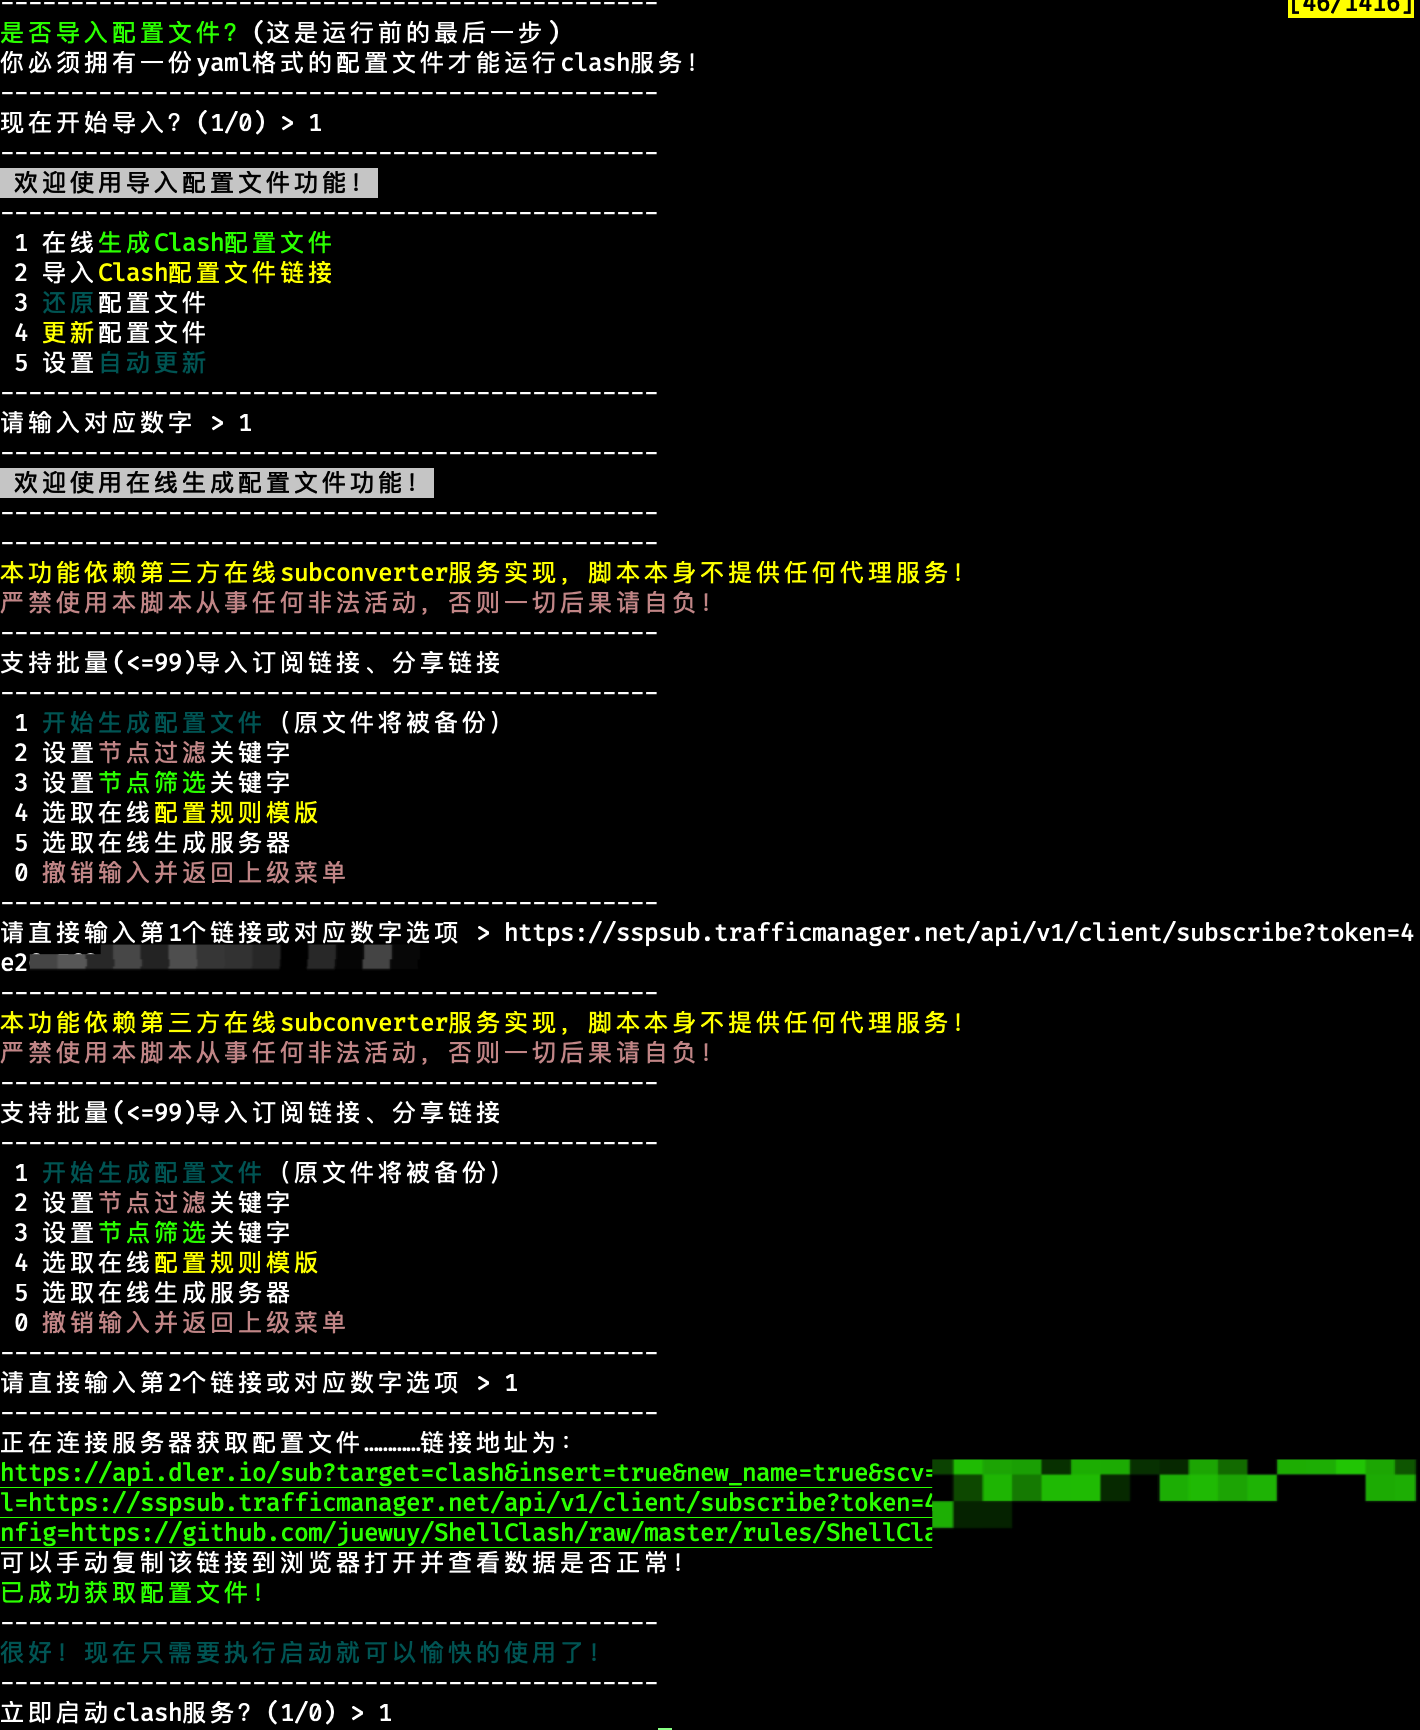 [46/1416]
是否导入配置文件？(这是运行前的最后一步)
你必须拥有一份yaml格式的配置文件才能运行clash服务！
-----------------------------------------------
现在开始导入？(1/0) > 1
-----------------------------------------------
欢迎使用导入配置文件功能！
-----------------------------------------------
1 在线生成Clash配置文件
2 导入Clash配置文件链接
3 还原配置文件
4 更新配置文件
5 设置自动更新
-----------------------------------------------
请输入对应数字 > 1
-----------------------------------------------
欢迎使用在线生成配置文件功能！
-----------------------------------------------
-----------------------------------------------
本功能依赖第三方在线subconverter服务实现，脚本本身不提供任何代理服务！
严禁使用本脚本从事任何非法活动，否则一切后果请自负！
-----------------------------------------------
支持批量(<=99)导入订阅链接、分享链接
-----------------------------------------------
1 开始生成配置文件（原文件将被备份）
2 设置节点过滤关键字
3 设置节点筛选关键字
4 选取在线配置规则模版
5 选取在线生成服务器
0 撤销输入并返回上级菜单
-----------------------------------------------
请直接输入第1个链接或对应数字选项 > https://sspsub.trafficmanager.net/api/v1/client/subscribe?token=4
e2
-----------------------------------------------
本功能依赖第三方在线subconverter服务实现，脚本本身不提供任何代理服务！
严禁使用本脚本从事任何非法活动，否则一切后果请自负！
-----------------------------------------------
支持批量(<=99)导入订阅链接、分享链接
-----------------------------------------------
1 开始生成配置文件（原文件将被备份）
2 设置节点过滤关键字
3 设置节点筛选关键字
4 选取在线配置规则模版
5 选取在线生成服务器
0 撤销输入并返回上级菜单
-----------------------------------------------
请直接输入第2个链接或对应数字选项 > 1
-----------------------------------------------
正在连接服务器获取配置文件…………链接地址为：
https://api.dler.io/sub?target=clash&insert=true&new_name=true&scv=
l=https://sspsub.trafficmanager.net/api/v1/client/subscribe?token=4
nfig=https://github.com/juewuy/ShellClash/raw/master/rules/ShellCla
可以手动复制该链接到浏览器打开并查看数据是否正常！
已成功获取配置文件！
-----------------------------------------------
很好！现在只需要执行启动就可以愉快的使用了！
-----------------------------------------------
立即启动clash服务？(1/0) > 1